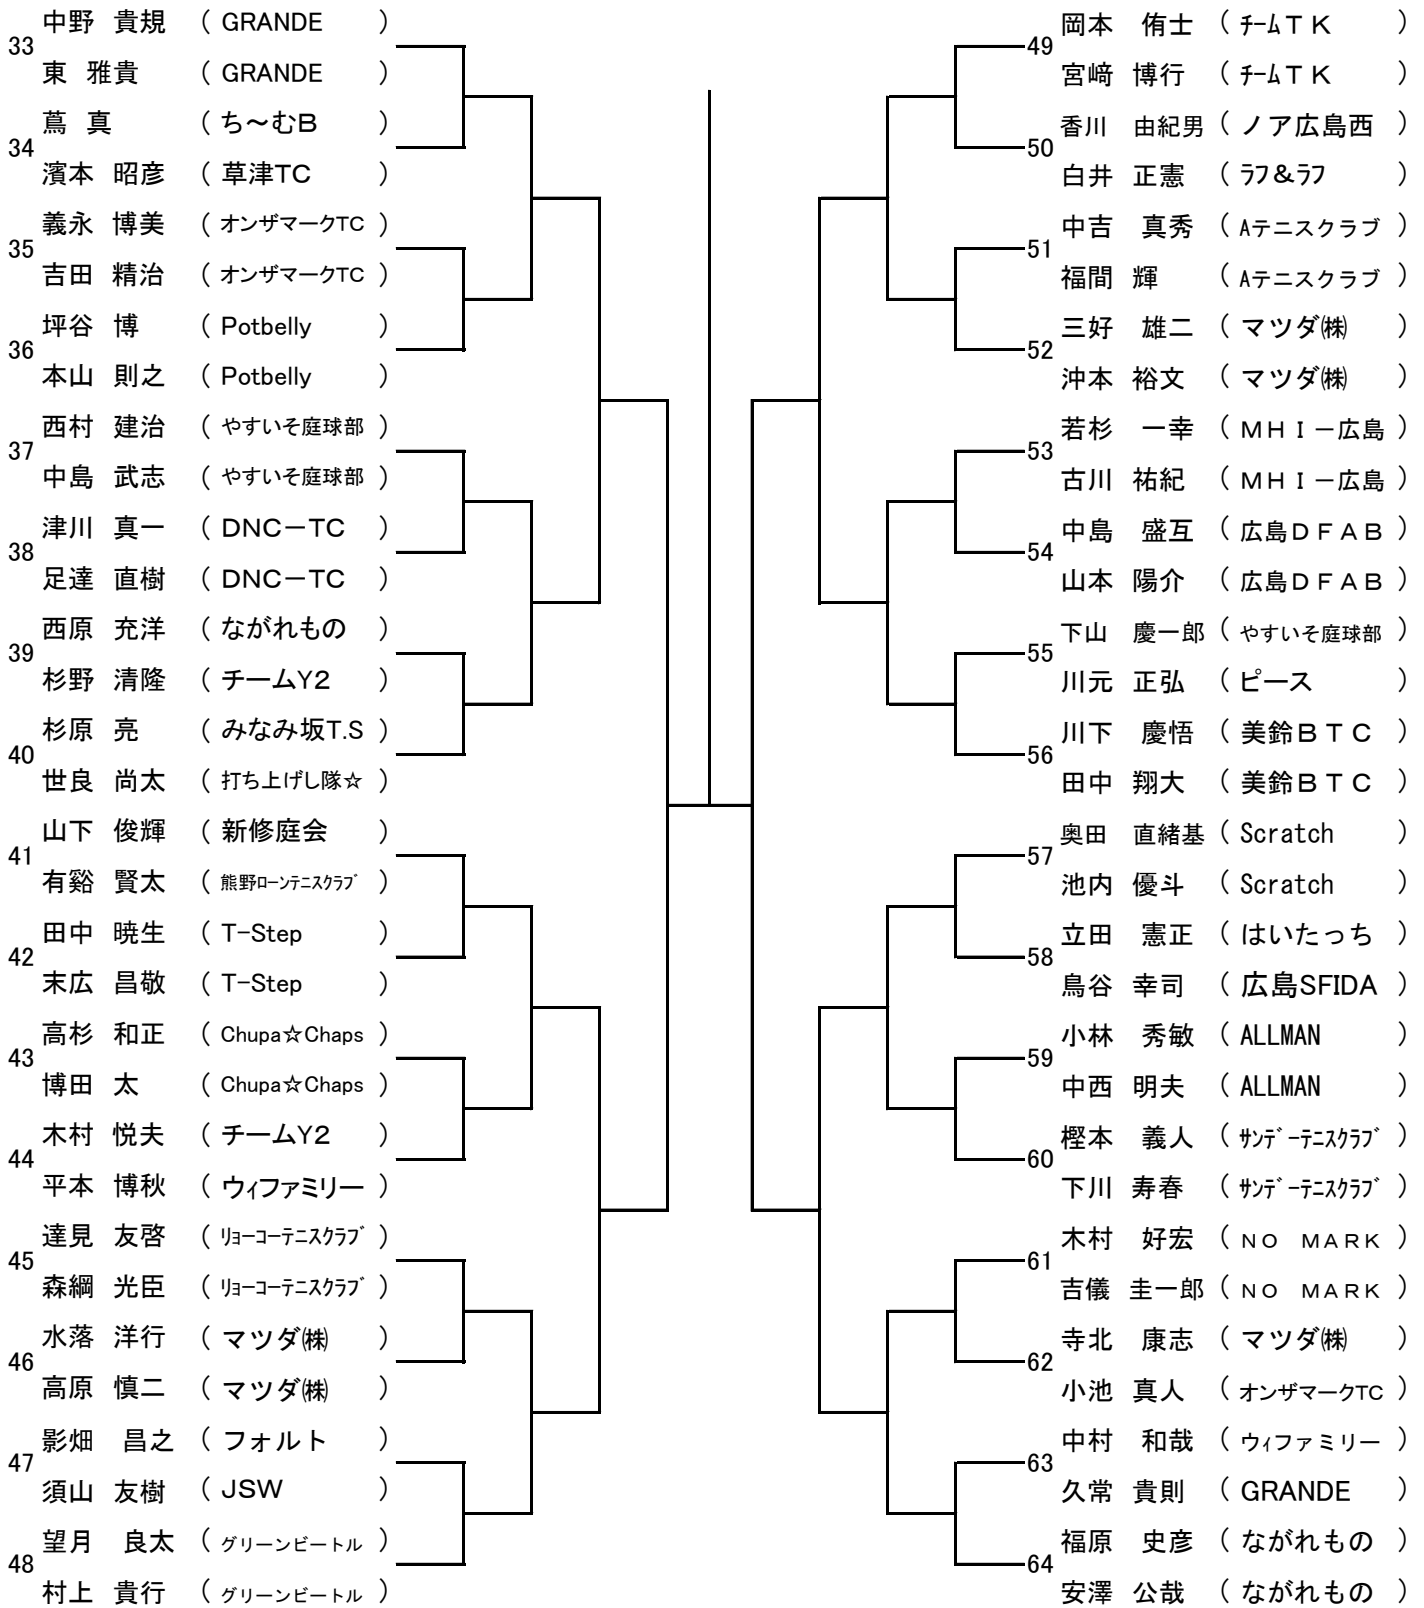 33
中野 貴規 ( GRANDE )
東 雅貴 ( GRANDE )
34
蔦 真 ( ち～むB )
濱本 昭彦 ( 草津TC )
35
義永 博美 ( オンザマークTC )
吉田 精治 ( オンザマークTC )
36
坪谷 博 ( Potbelly )
本山 則之 ( Potbelly )
37
西村 建治 ( やすいそ庭球部 )
中島 武志 ( やすいそ庭球部 )
38
津川 真一 ( DNC－TC )
足達 直樹 ( DNC－TC )
39
西原 充洋 ( ながれもの )
杉野 清隆 ( チームY2 )
40
杉原 亮 ( みなみ坂T.S )
世良 尚太 ( 打ち上げし隊☆ )
41
山下 俊輝 ( 新修庭会 )
有谿 賢太 ( 熊野ﾛｰﾝﾃﾆｽｸﾗﾌﾞ )
42
田中 暁生 ( T-Step )
末広 昌敬 ( T-Step )
43
高杉 和正 ( Chupa☆Chaps )
博田 太 ( Chupa☆Chaps )
44
木村 悦夫 ( チームY2 )
平本 博秋 ( ウィファミリー )
45
達見 友啓 ( ﾘｮｰｺｰﾃﾆｽｸﾗﾌﾞ )
森綱 光臣 ( ﾘｮｰｺｰﾃﾆｽｸﾗﾌﾞ )
46
水落 洋行 ( マツダ㈱ )
高原 慎二 ( マツダ㈱ )
47
影畑 昌之 ( フォルト )
須山 友樹 ( JSW )
48
望月 良太 ( グリーンビートル )
村上 貴行 ( グリーンビートル )
49
岡本 侑士 ( ﾁｰﾑＴＫ )
宮﨑 博行 ( ﾁｰﾑＴＫ )
50
香川 由紀男 ( ノア広島西 )
白井 正憲 ( ﾗﾌ&ﾗﾌ )
51
中吉 真秀 ( Aテニスクラブ )
福間 輝 ( Aテニスクラブ )
52
三好 雄二 ( マツダ㈱ )
沖本 裕文 ( マツダ㈱ )
53
若杉 一幸 ( ＭＨＩ－広島 )
古川 祐紀 ( ＭＨＩ－広島 )
54
中島 盛互 ( 広島ＤＦＡＢ )
山本 陽介 ( 広島ＤＦＡＢ )
55
下山 慶一郎 ( やすいそ庭球部 )
川元 正弘 ( ピース )
56
川下 慶悟 ( 美鈴ＢＴＣ )
田中 翔大 ( 美鈴ＢＴＣ )
57
奥田 直緒基 ( Scratch )
池内 優斗 ( Scratch )
58
立田 憲正 ( はいたっち )
鳥谷 幸司 ( 広島SFIDA )
59
小林 秀敏 ( ALLMAN )
中西 明夫 ( ALLMAN )
60
樫本 義人 ( ｻﾝﾃﾞｰﾃﾆｽｸﾗﾌﾞ )
下川 寿春 ( ｻﾝﾃﾞｰﾃﾆｽｸﾗﾌﾞ )
61
木村 好宏 ( ＮＯ ＭＡＲＫ )
吉儀 圭一郎 ( ＮＯ ＭＡＲＫ )
62
寺北 康志 ( マツダ㈱ )
小池 真人 ( オンザマークTC )
63
中村 和哉 ( ウィファミリー )
久常 貴則 ( GRANDE )
64
福原 史彦 ( ながれもの )
安澤 公哉 ( ながれもの )